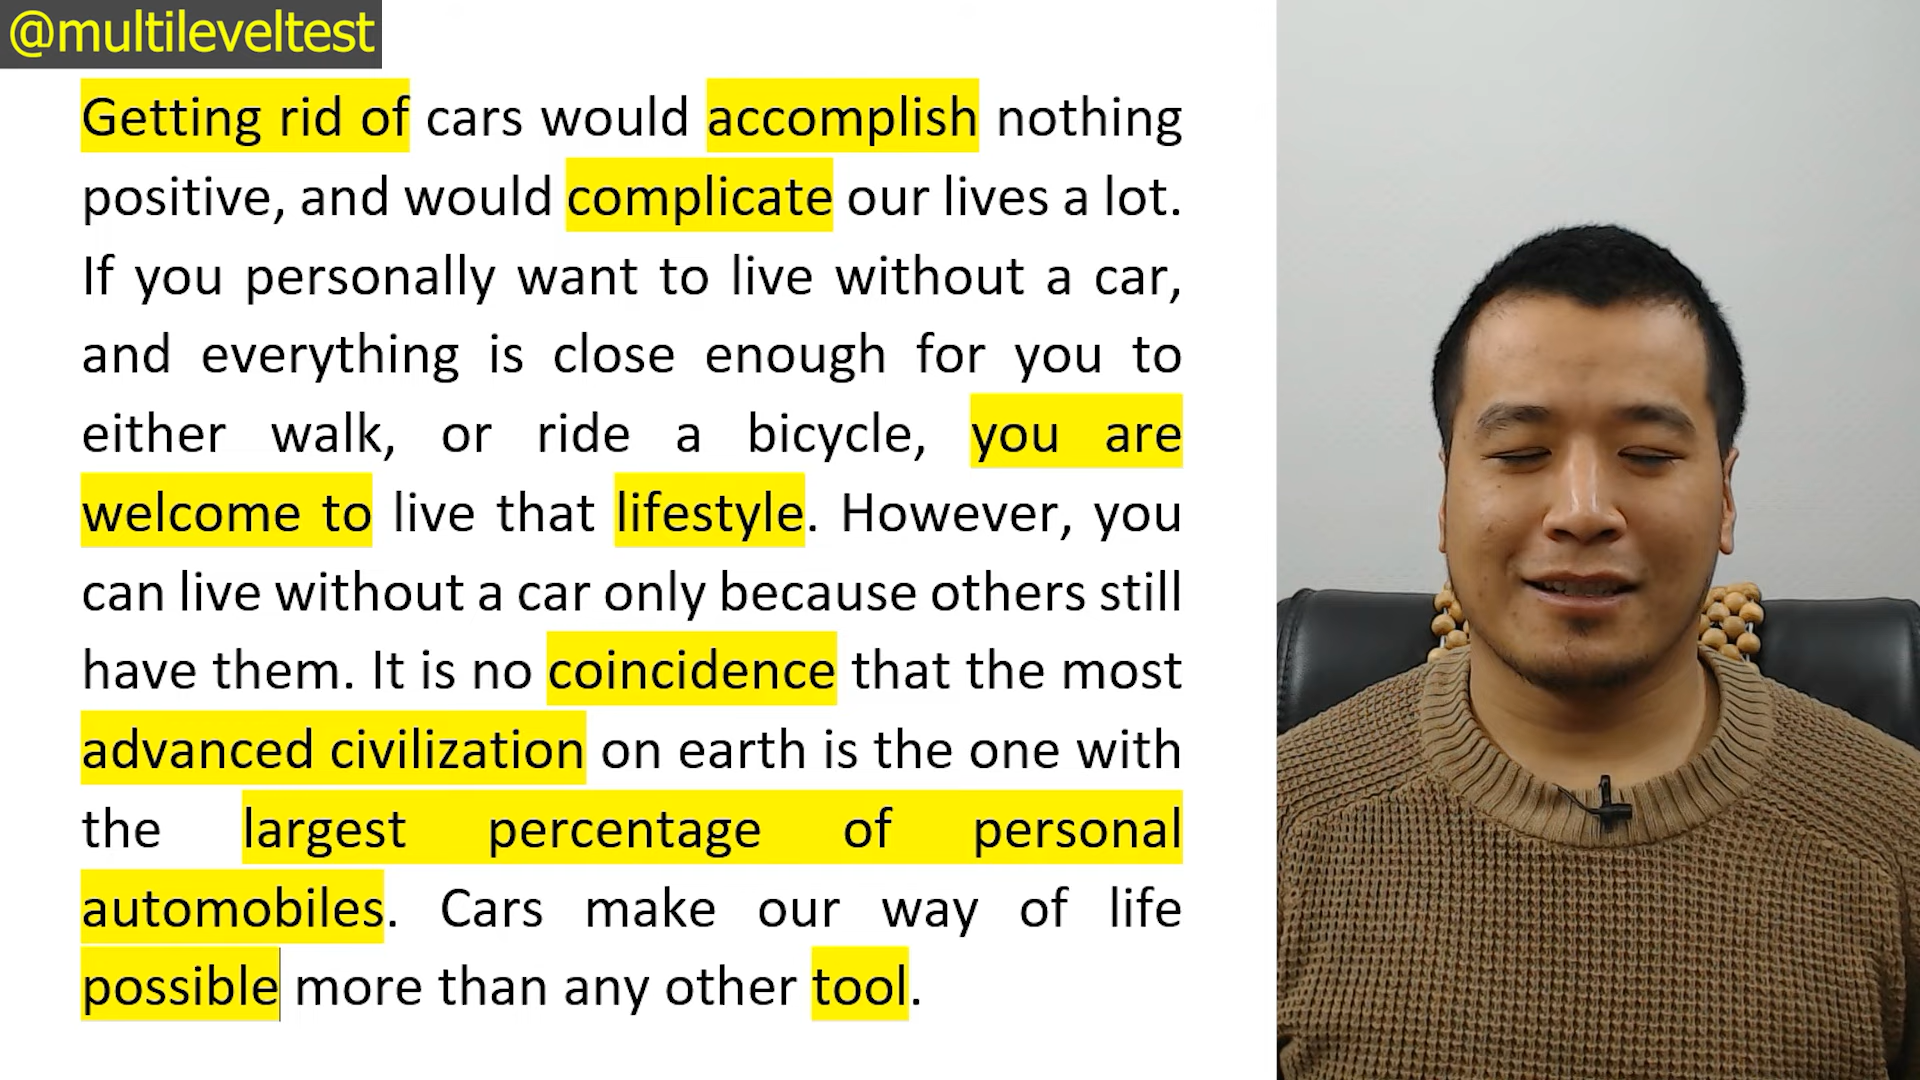 @multileveltest
Getting rid of cars would accomplish nothing
positive, and would complicate our lives a lot.
If you personally want to live without a car,
and everything is close enough for you to
either walk, or ride a bicycle, you are
welcome to live that lifestyle. However, you
can live without a car only because others still
have them. It is no coincidence that the most
advanced civilization on earth is the one with
the largest percentage of personal
automobiles. Cars make our way of life
possible more than any other tool.